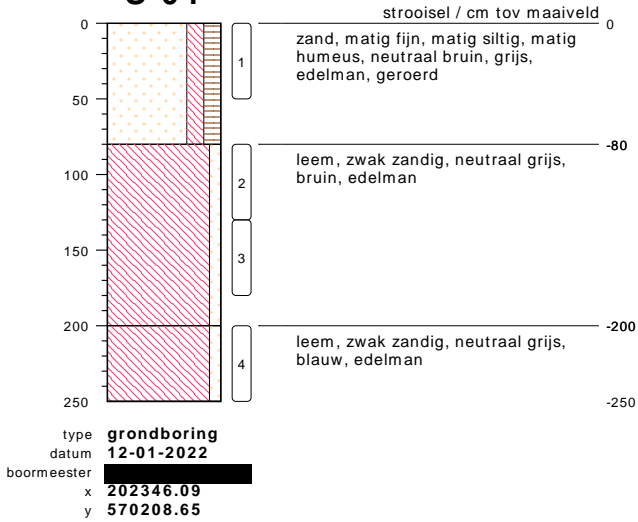 strooisel / cm tov maaiveld
0
0
zand, matig fijn, matig siltig, matig
humeus, neutraal bruin, grijs,
edelman, geroerd
1
50
-80
leem, zwak zandig, neutraal grijs,
bruin, edelman
100
2
150
3
200
-200
leem, zwak zandig, neutraal grijs,
blauw, edelman
4
250
-250
type grondboring
datum 12-01-2022
boormeester
x 202346.09
y 570208.65